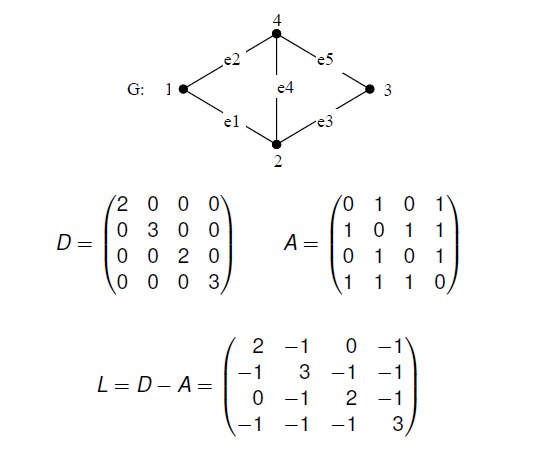 4
e2 e5
G: 1 e4 3
e1 e3
2
D = (2 0 0 0
0 3 0 0
0 0 2 0
0 0 0 3)
A = (0 1 0 1
1 0 1 1
0 1 0 1
1 1 1 0)
L = D − A = (2 −1 0 −1
−1 3 −1 −1
0 −1 2 −1
−1 −1 −1 3)